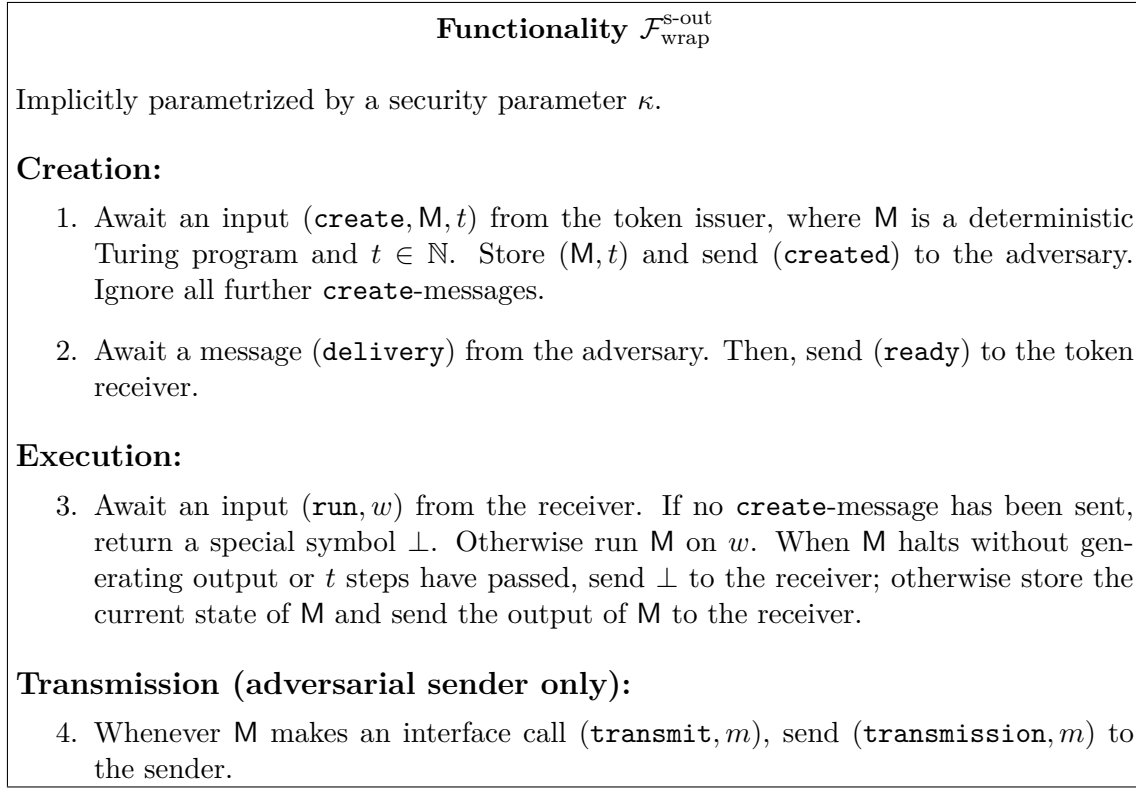 Functionality F_wrap^s-out
Implicitly parametrized by a security parameter κ.
Creation:
1. Await an input (create, M, t) from the token issuer, where M is a deterministic
Turing program and t ∈ ℕ. Store (M, t) and send (created) to the adversary.
Ignore all further create-messages.
2. Await a message (delivery) from the adversary. Then, send (ready) to the token
receiver.
Execution:
3. Await an input (run, w) from the receiver. If no create-message has been sent,
return a special symbol ⊥. Otherwise run M on w. When M halts without gen-
erating output or t steps have passed, send ⊥ to the receiver; otherwise store the
current state of M and send the output of M to the receiver.
Transmission (adversarial sender only):
4. Whenever M makes an interface call (transmit, m), send (transmission, m) to
the sender.